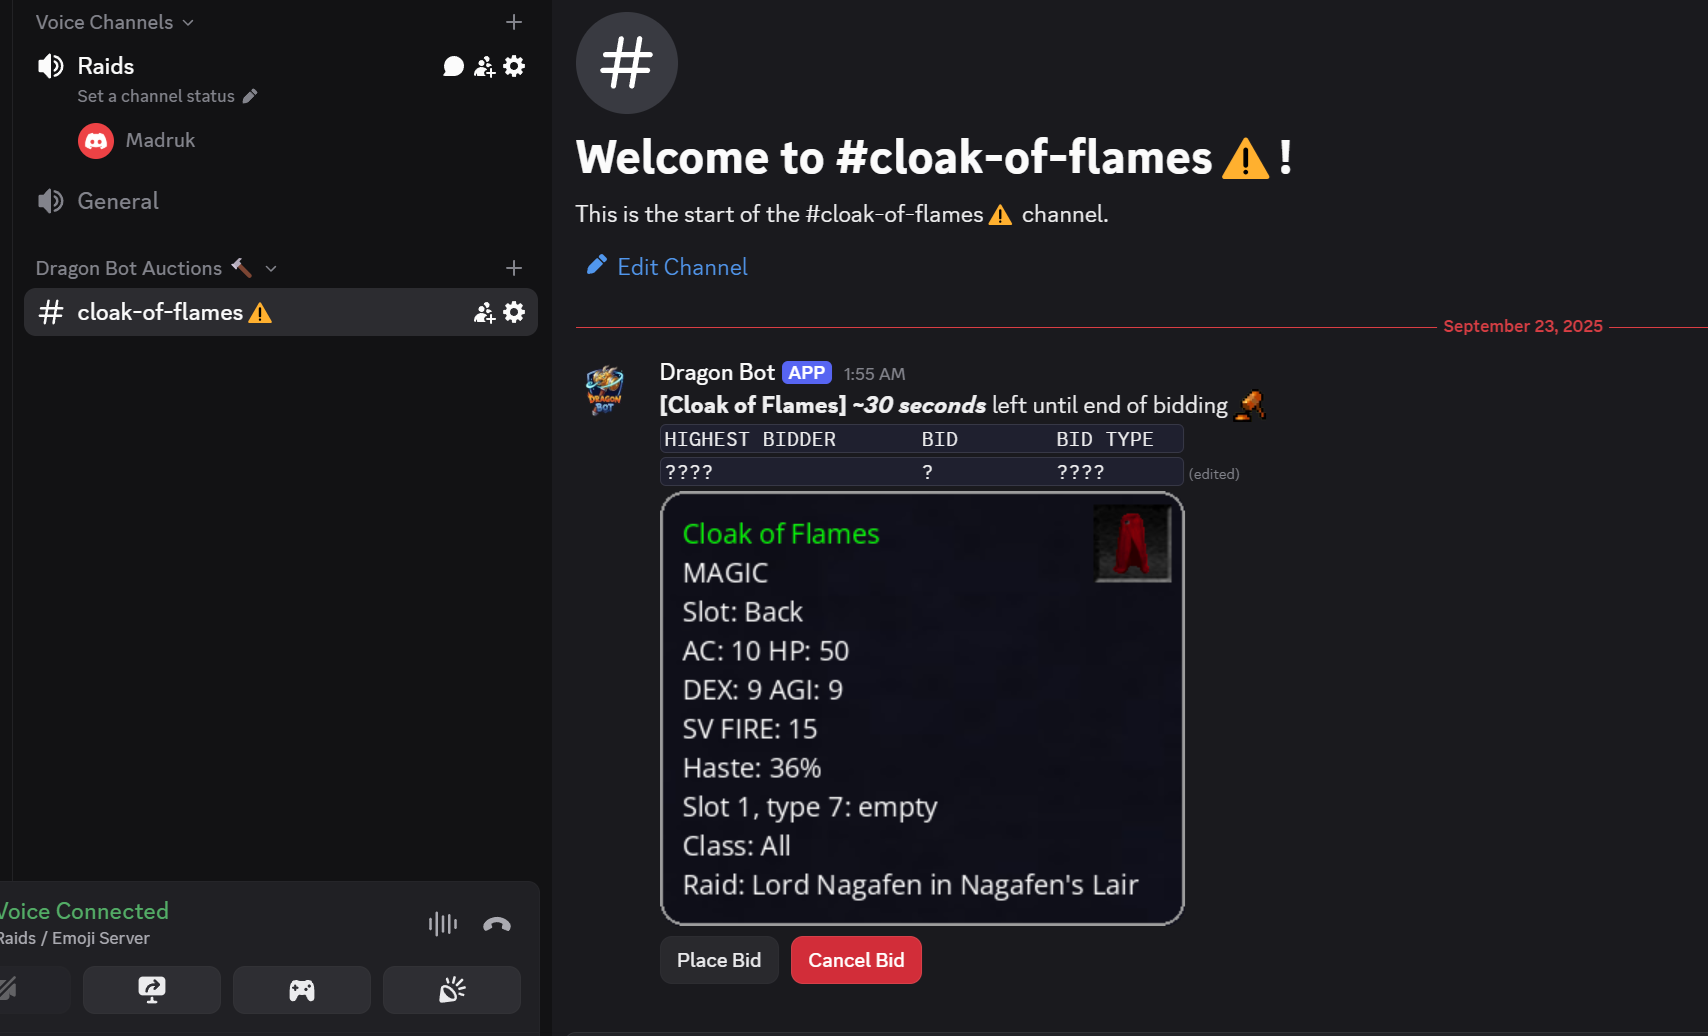 Voice Channels
Raids
Set a channel status
Madruk
General
Dragon Bot Auctions
cloak-of-flames
Voice Connected
Raids / Emoji Server
Welcome to #cloak-of-flames⚠️ !
This is the start of the #cloak-of-flames⚠️ channel.
Edit Channel
September 23, 2025
Dragon Bot APP 1:55 AM
DRAGON
BOT
[Cloak of Flames] ~30 seconds left until end of bidding
HIGHEST BIDDER BID BID TYPE
???? ? ???? (edited)
Cloak of Flames
MAGIC
Slot: Back
AC: 10 HP: 50
DEX: 9 AGI: 9
SV FIRE: 15
Haste: 36%
Slot 1, type 7: empty
Class: All
Raid: Lord Nagafen in Nagafen's Lair
Place Bid Cancel Bid